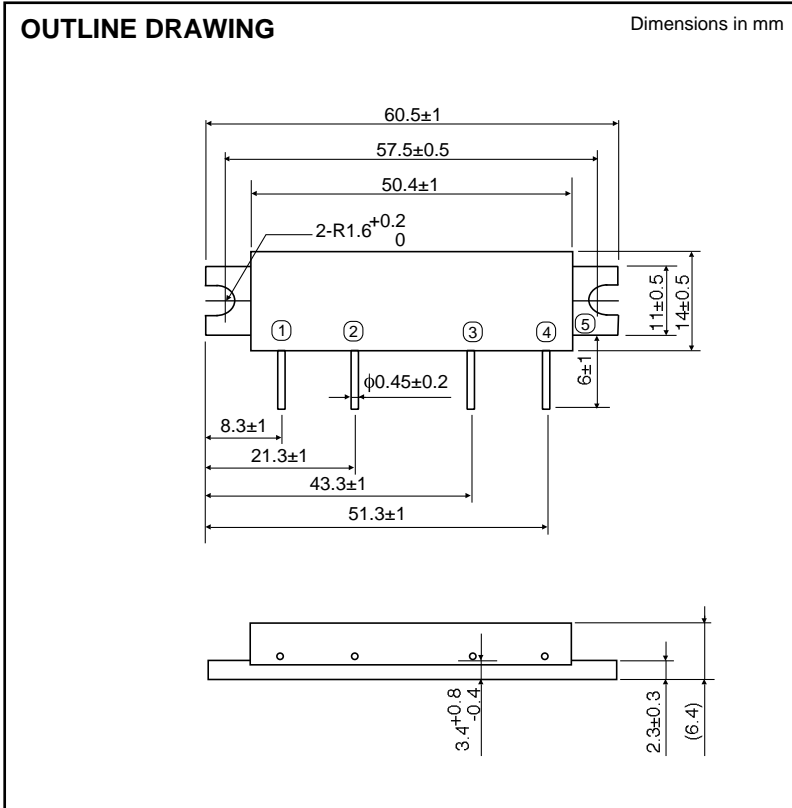 OUTLINE DRAWING
Dimensions in mm
60.5±1
57.5±0.5
50.4±1
2-R1.6 +0.2 0
11±0.5
14±0.5
1 2 3 4 5
6±1
ϕ0.45±0.2
8.3±1
21.3±1
43.3±1
51.3±1
3.4 +0.8 -0.4
2.3±0.3
(6.4)